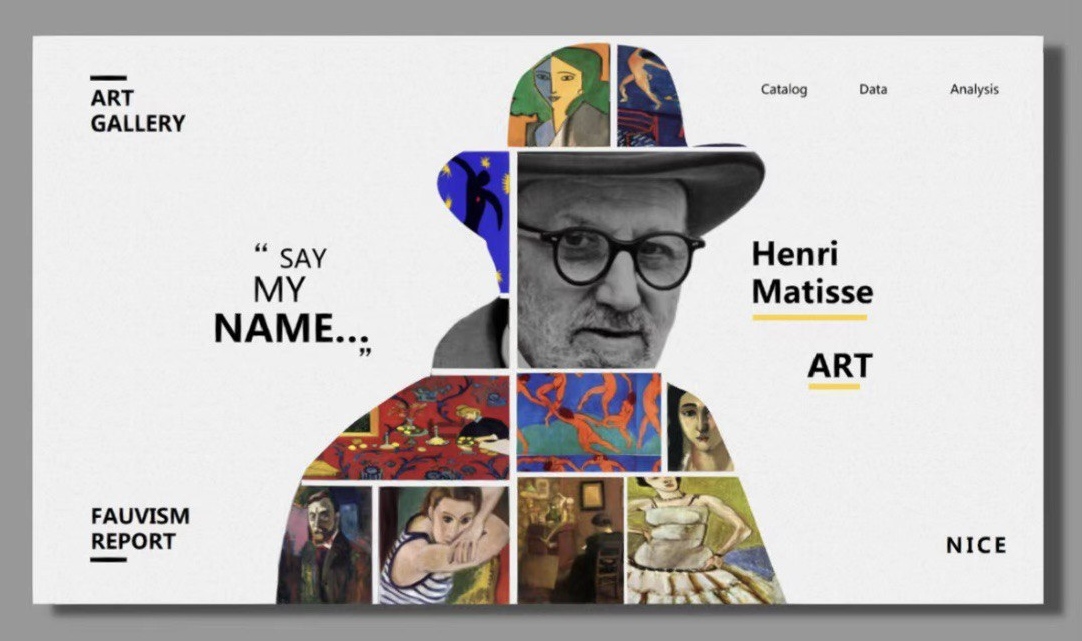 ART
GALLERY
Catalog Data Analysis
“ SAY
MY
NAME...”
Henri
Matisse
ART
FAUVISM
REPORT
NICE